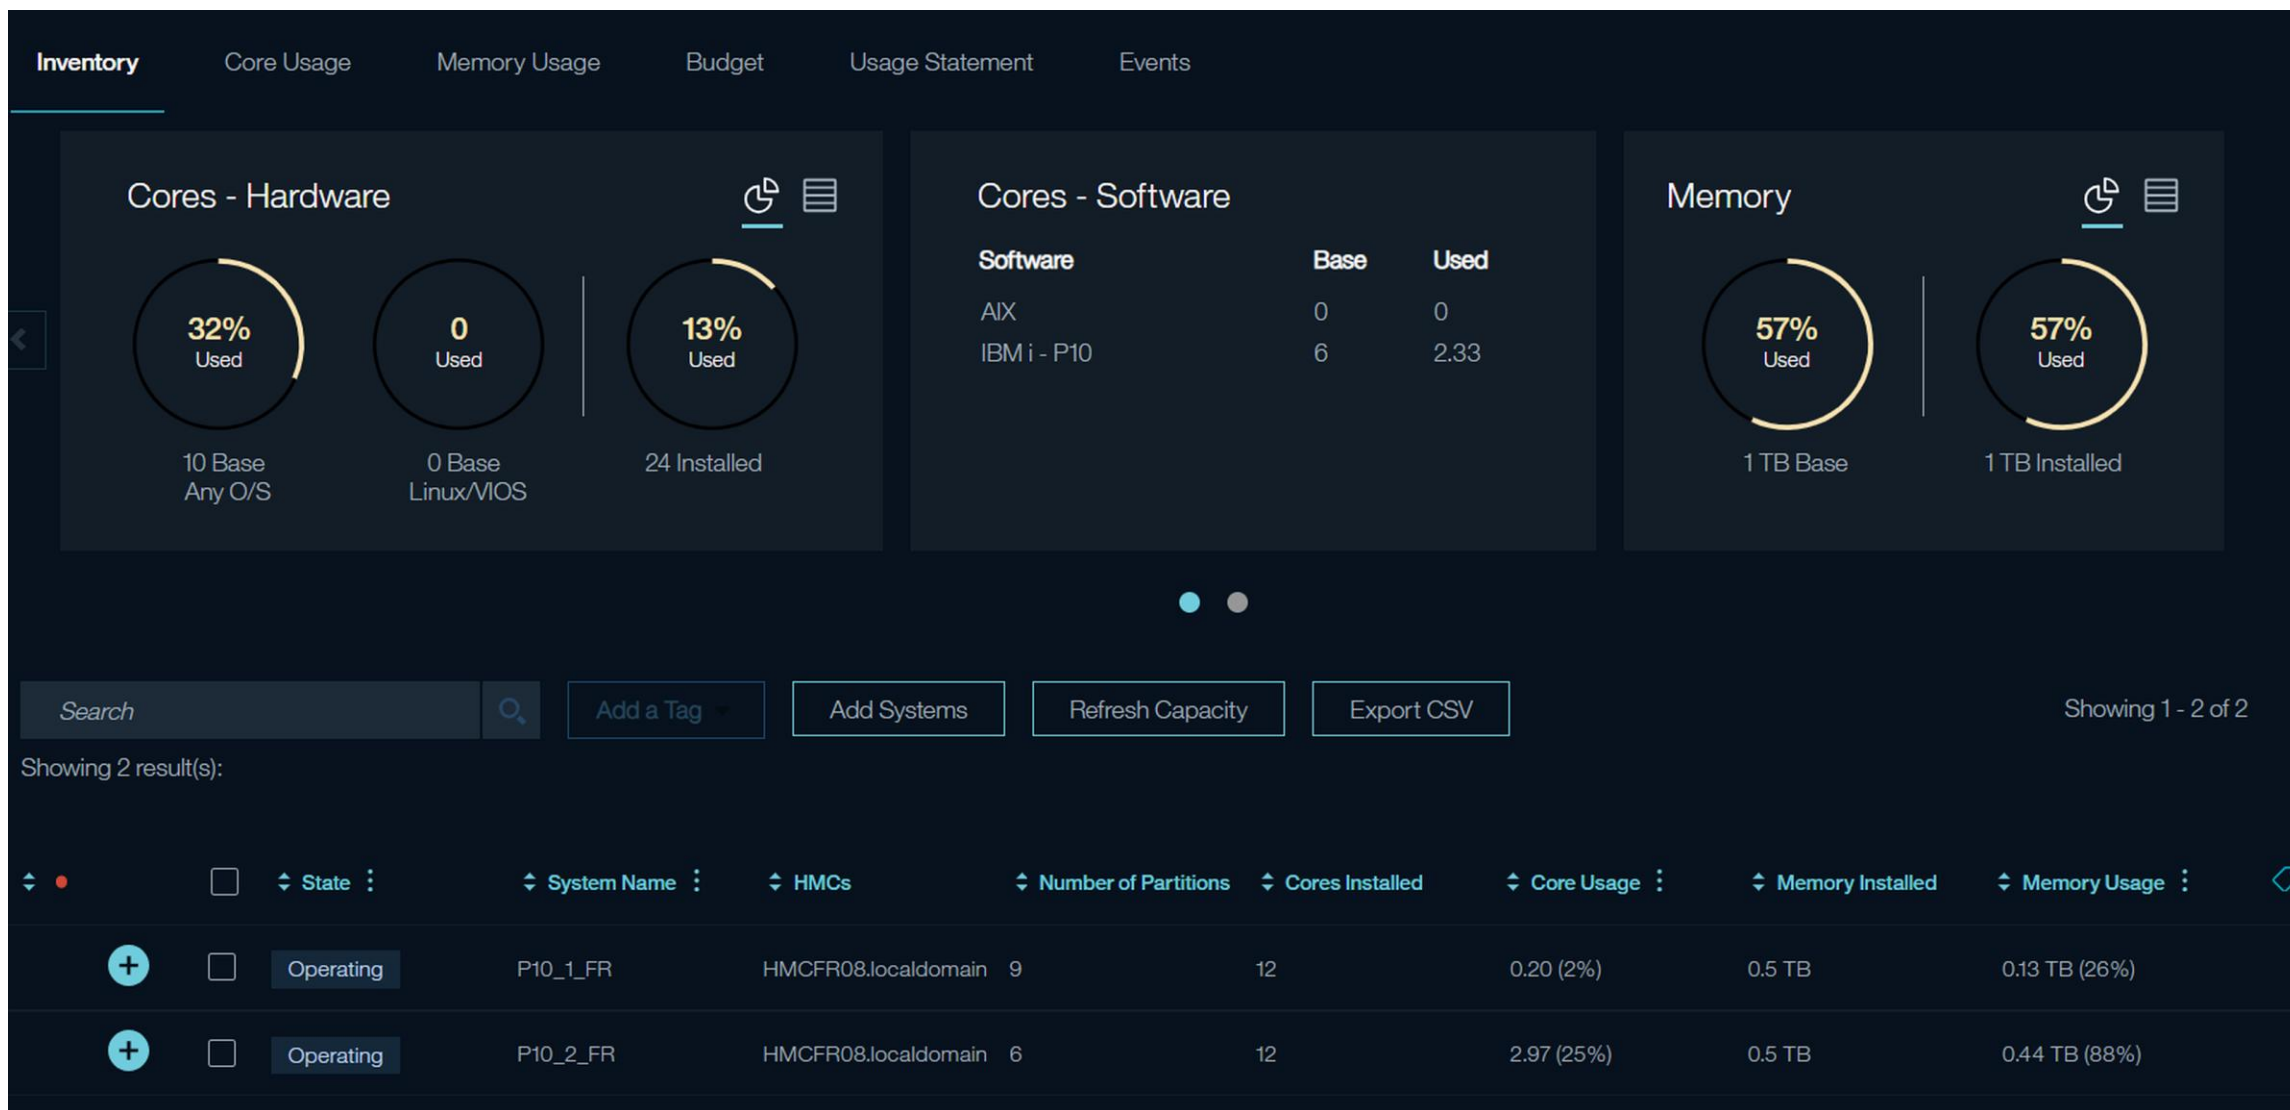 Inventory Core Usage Memory Usage Budget Usage Statement Events
Cores - Hardware
32%
Used
10 Base
Any O/S
0
Used
0 Base
Linux/VIOS
13%
Used
24 Installed
Cores - Software
Software Base Used
AIX 0 0
IBM i - P10 6 2.33
Memory
57%
Used
1 TB Base
57%
Used
1 TB Installed
Search Add a Tag Add Systems Refresh Capacity Export CSV Showing 1 - 2 of 2
Showing 2 result(s):
State System Name HMCs Number of Partitions Cores Installed Core Usage Memory Installed Memory Usage
Operating P10_1_FR HMCFR08.localdomain 9 12 0.20 (2%) 0.5 TB 0.13 TB (26%)
Operating P10_2_FR HMCFR08.localdomain 6 12 2.97 (25%) 0.5 TB 0.44 TB (88%)